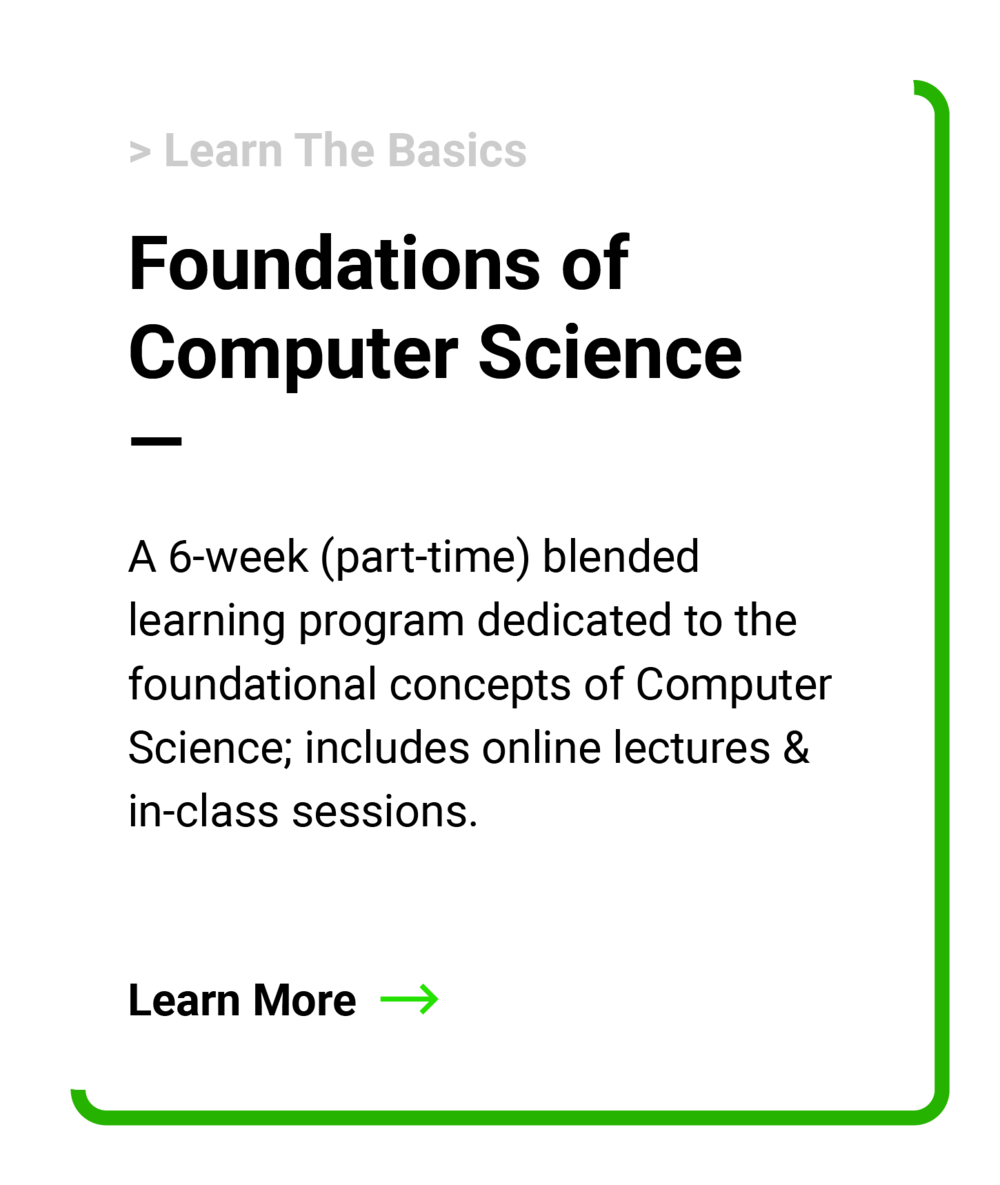 > Learn The Basics
Foundations of
Computer Science
—
A 6-week (part-time) blended
learning program dedicated to the
foundational concepts of Computer
Science; includes online lectures &
in-class sessions.
Learn More →